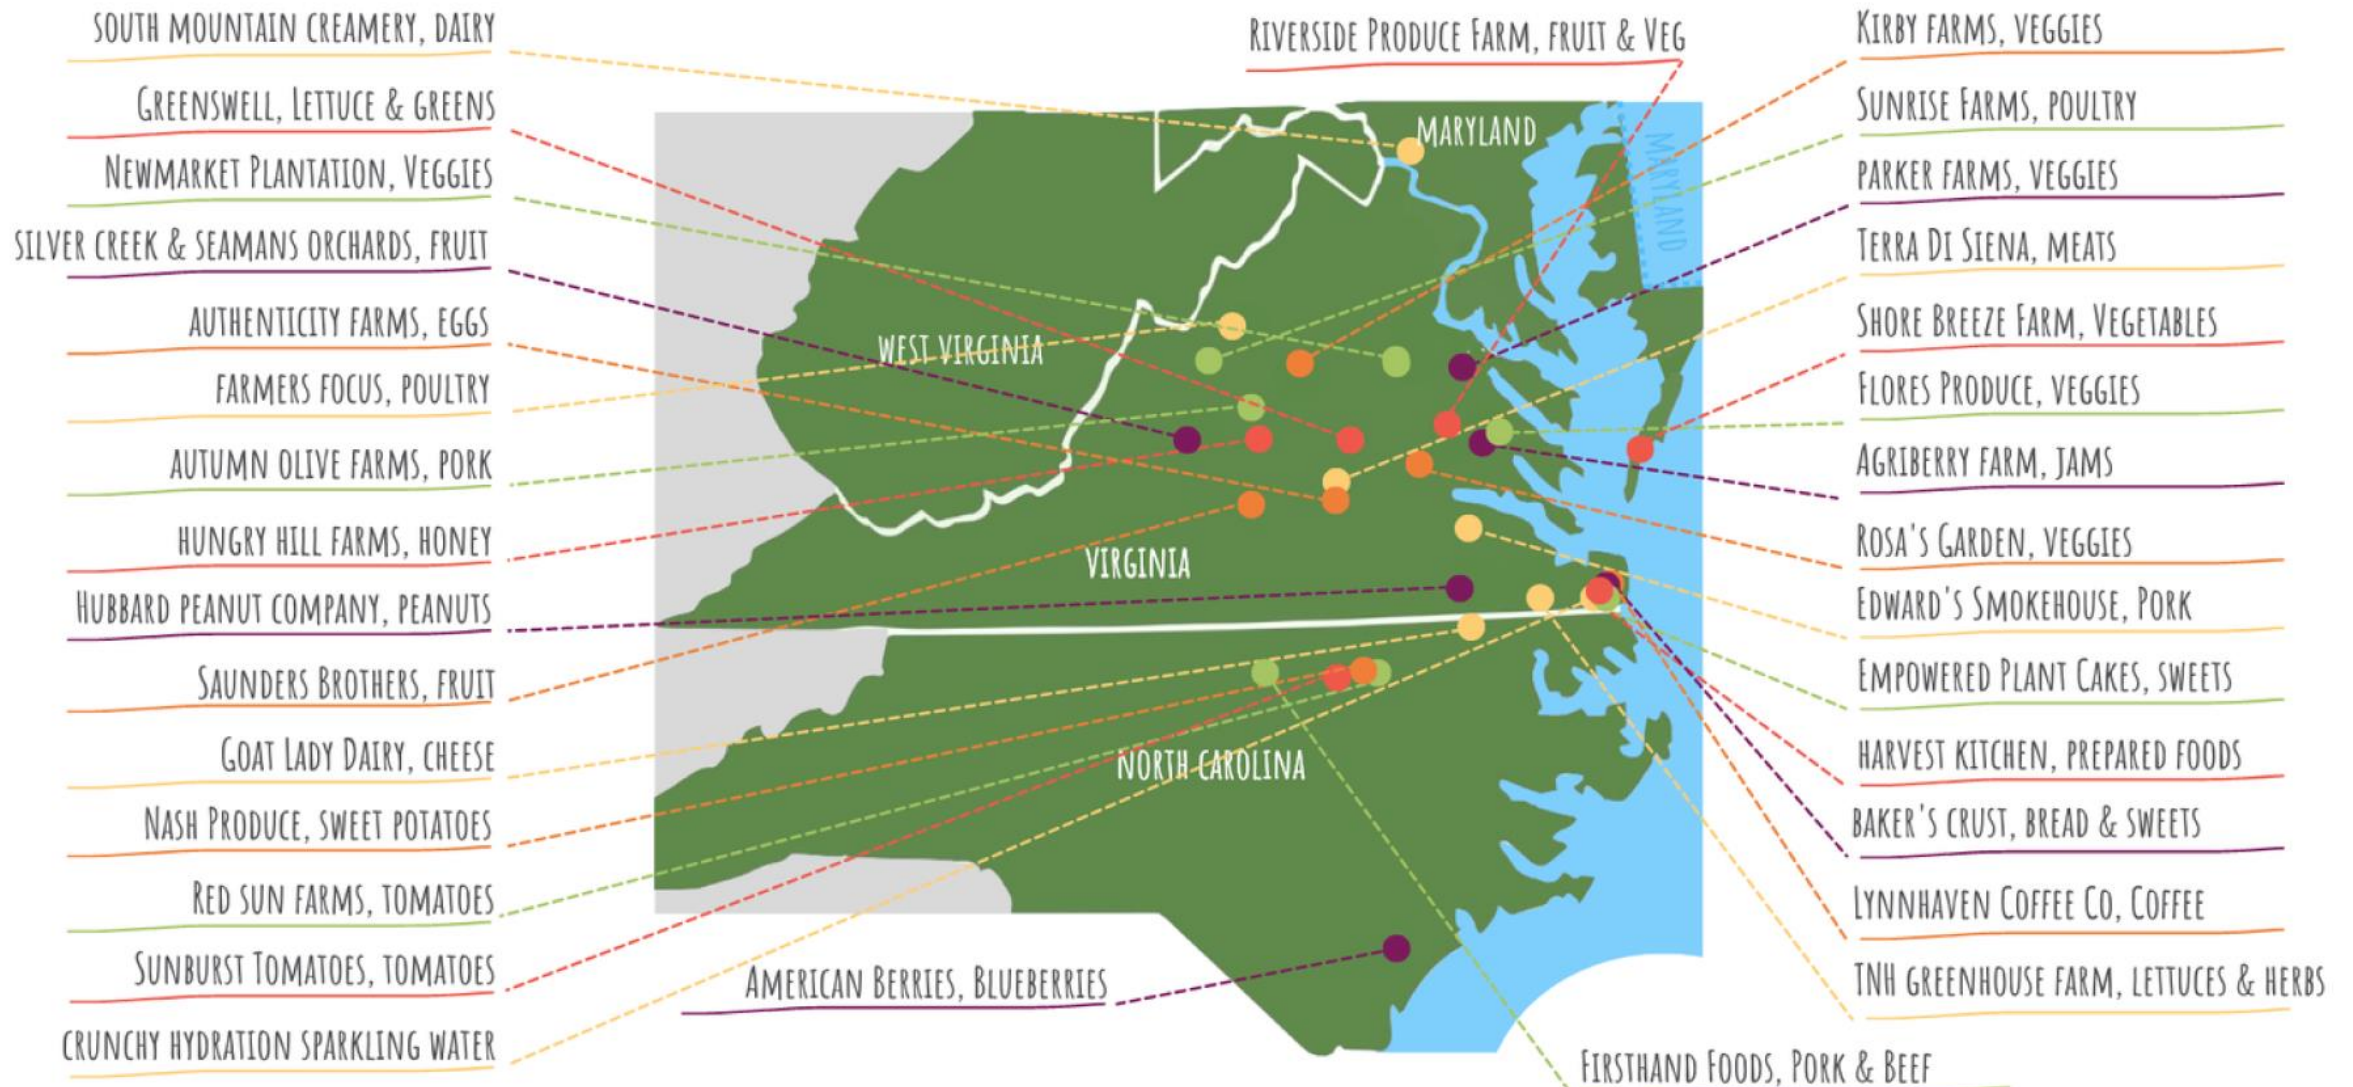 SOUTH MOUNTAIN CREAMERY, DAIRY
GREENSWELL, LETTUCE & GREENS
NEWMARKET PLANTATION, VEGGIES
SILVER CREEK & SEAMANS ORCHARDS, FRUIT
AUTHENTICITY FARMS, EGGS
FARMERS FOCUS, POULTRY
AUTUMN OLIVE FARMS, PORK
HUNGRY HILL FARMS, HONEY
HUBBARD PEANUT COMPANY, PEANUTS
SAUNDERS BROTHERS, FRUIT
GOAT LADY DAIRY, CHEESE
NASH PRODUCE, SWEET POTATOES
RED SUN FARMS, TOMATOES
SUNBURST TOMATOES, TOMATOES
CRUNCHY HYDRATION SPARKLING WATER
RIVERSIDE PRODUCE FARM, FRUIT & VEG
MARYLAND
MARYLAND
WEST VIRGINIA
VIRGINIA
NORTH CAROLINA
AMERICAN BERRIES, BLUEBERRIES
KIRBY FARMS, VEGGIES
SUNRISE FARMS, POULTRY
PARKER FARMS, VEGGIES
TERRA DI SIENA, MEATS
SHORE BREEZE FARM, VEGETABLES
FLORES PRODUCE, VEGGIES
AGRIBERRY FARM, JAMS
ROSA'S GARDEN, VEGGIES
EDWARD'S SMOKEHOUSE, PORK
EMPOWERED PLANT CAKES, SWEETS
HARVEST KITCHEN, PREPARED FOODS
BAKER'S CRUST, BREAD & SWEETS
LYNNHAVEN COFFEE CO, COFFEE
TNH GREENHOUSE FARM, LETTUCES & HERBS
FIRSTHAND FOODS, PORK & BEEF